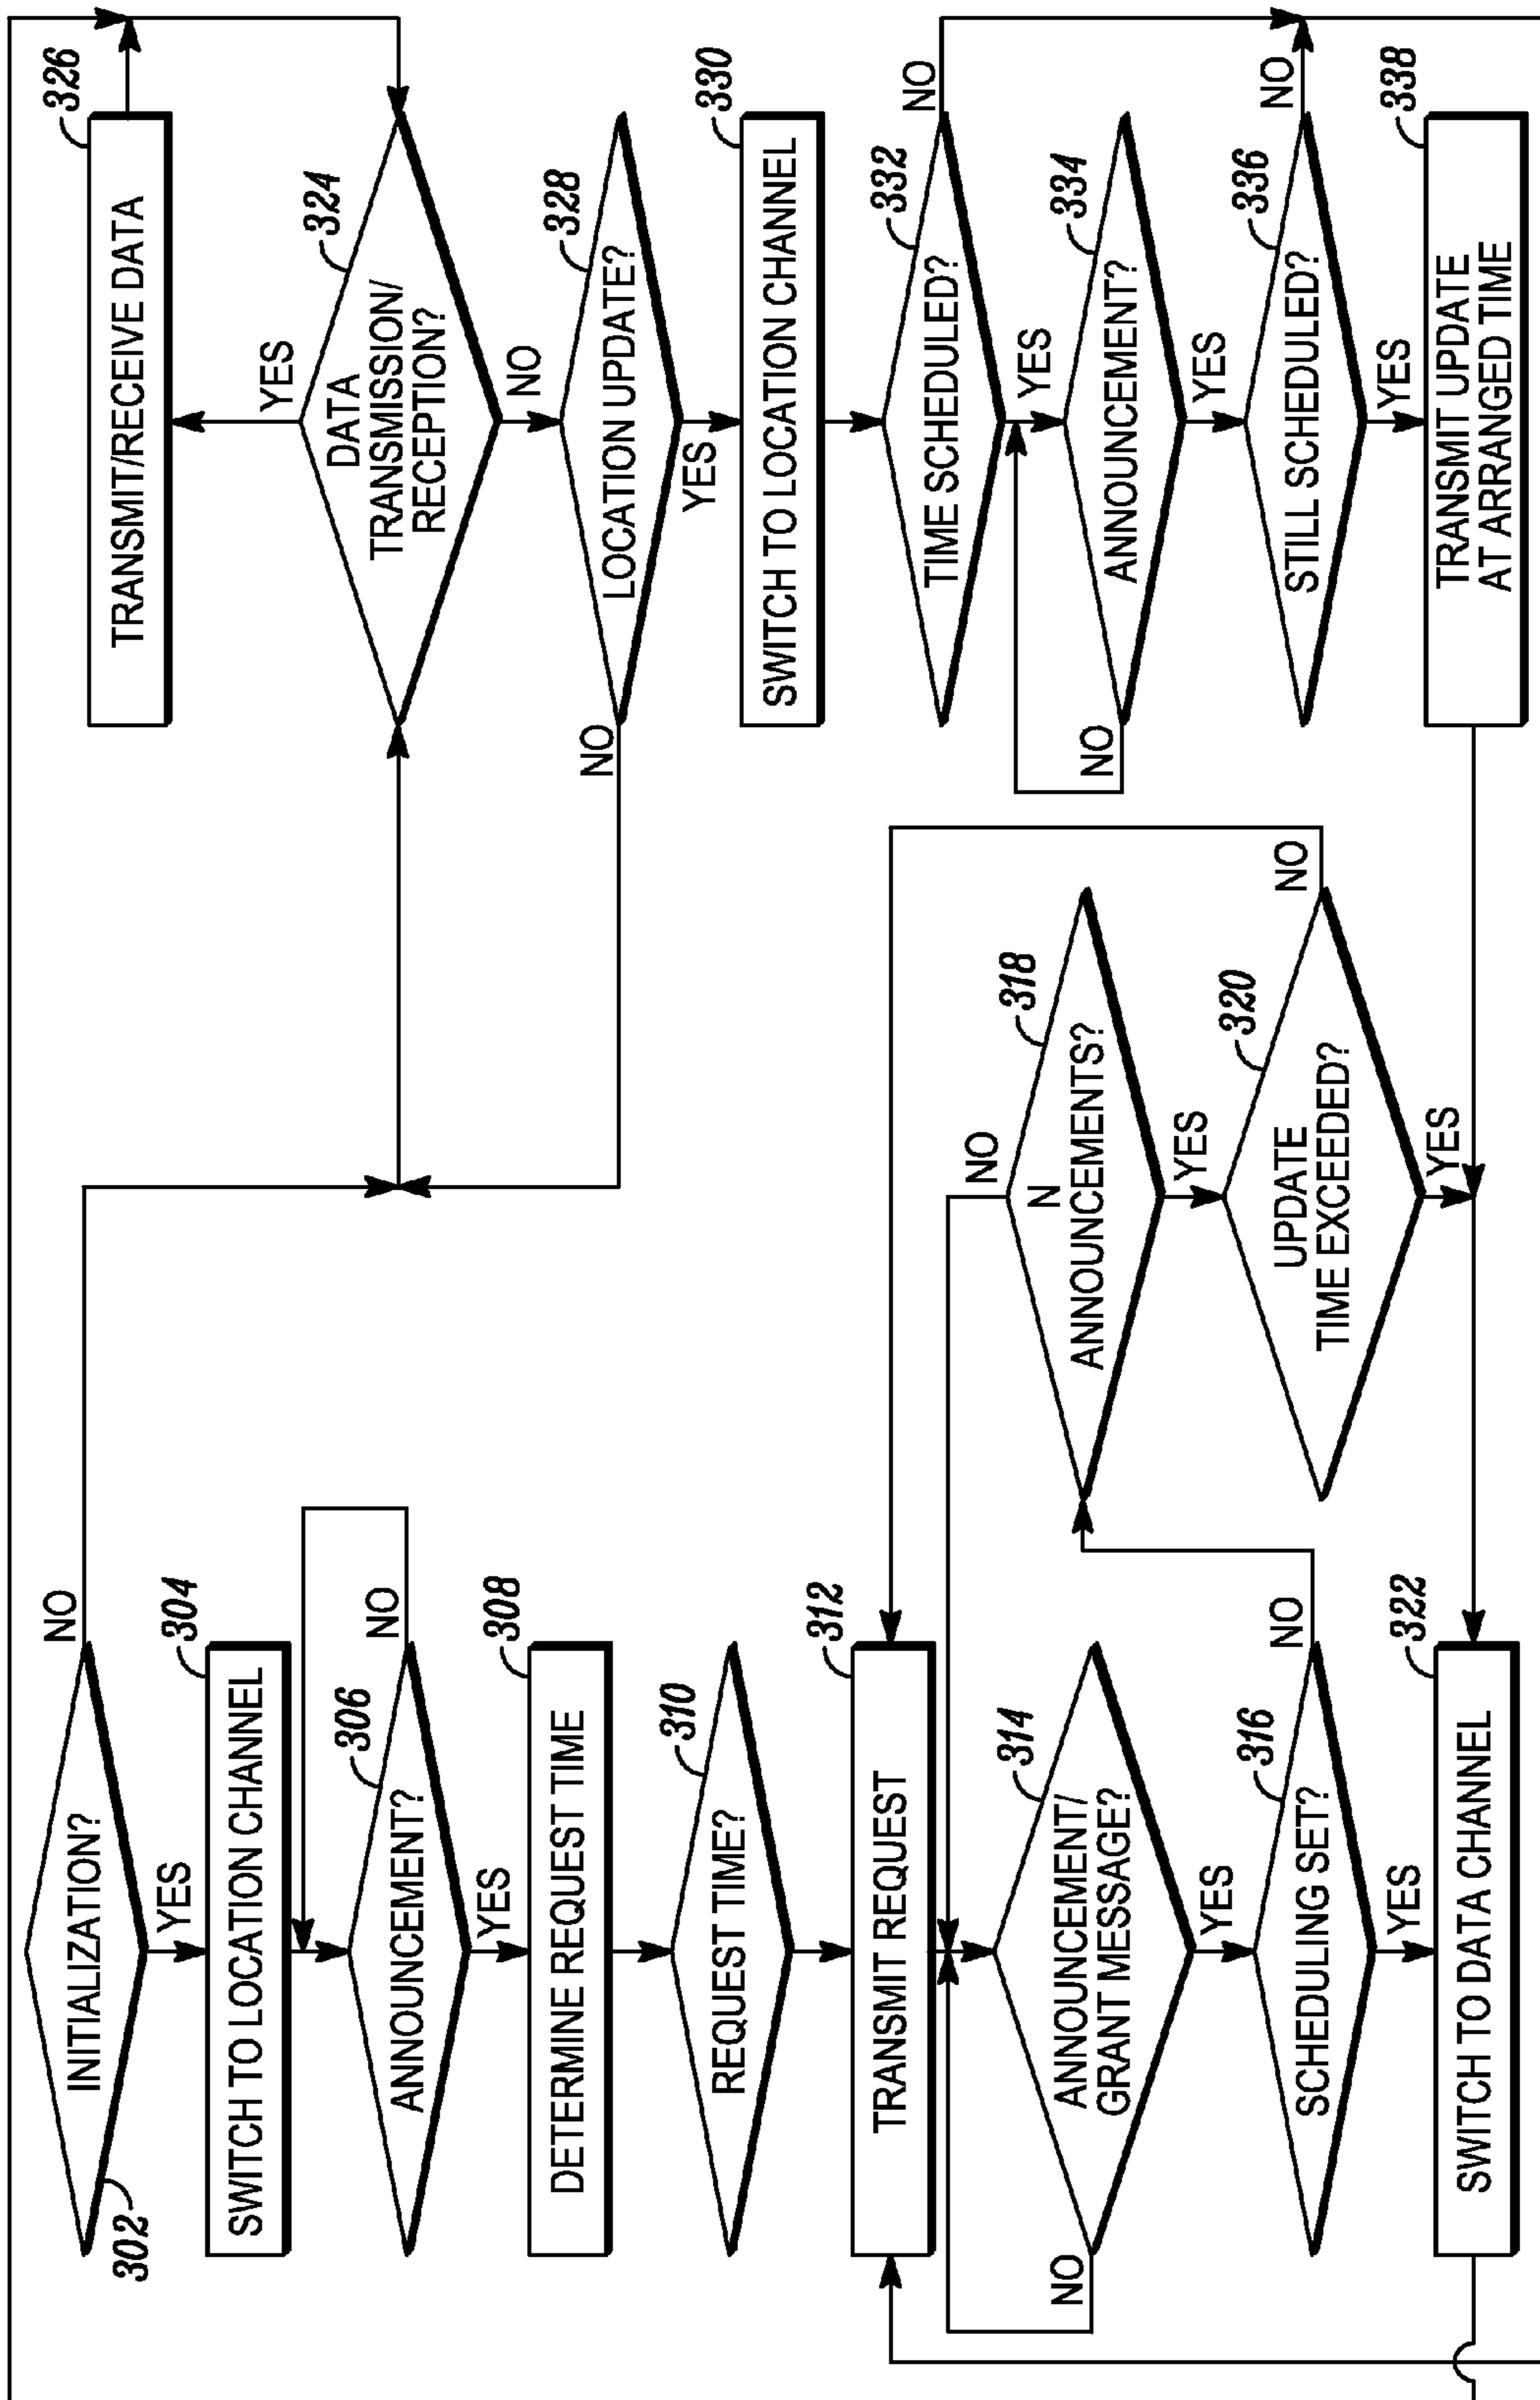 302
INITIALIZATION?
NO
YES
304
SWITCH TO LOCATION CHANNEL
306
ANNOUNCEMENT?
NO
YES
308
DETERMINE REQUEST TIME
310
REQUEST TIME?
312
TRANSMIT REQUEST
314
ANNOUNCEMENT/
GRANT MESSAGE?
NO
YES
316
SCHEDULING SET?
NO
YES
322
SWITCH TO DATA CHANNEL
318
N
ANNOUNCEMENTS?
NO
YES
320
UPDATE
TIME EXCEEDED?
NO
YES
326
TRANSMIT/RECEIVE DATA
YES
324
DATA
TRANSMISSION/
RECEPTION?
NO
328
LOCATION UPDATE?
NO
YES
330
SWITCH TO LOCATION CHANNEL
332
TIME SCHEDULED?
NO
YES
334
ANNOUNCEMENT?
NO
YES
336
STILL SCHEDULED?
NO
YES
338
TRANSMIT UPDATE
AT ARRANGED TIME